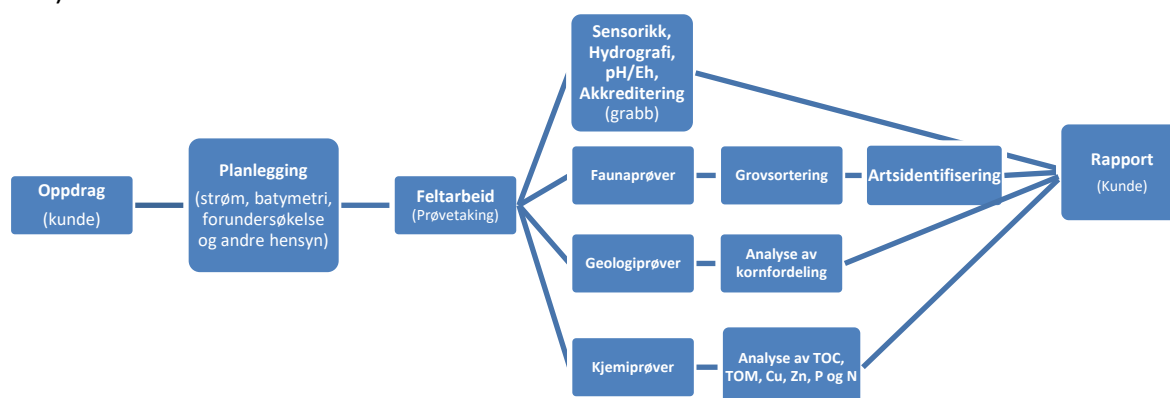 Oppdrag
(kunde)
Planlegging
(strøm, batymetri,
forundersøkelse
og andre hensyn)
Feltarbeid
(Prøvetaking)
Sensorikk,
Hydrografi,
pH/Eh,
Akkreditering
(grabb)
Faunaprøver
Grovsortering
Artsidentifisering
Geologiprøver
Analyse av
kornfordeling
Kjemiprøver
Analyse av TOC,
TOM, Cu, Zn, P og N
Rapport
(Kunde)